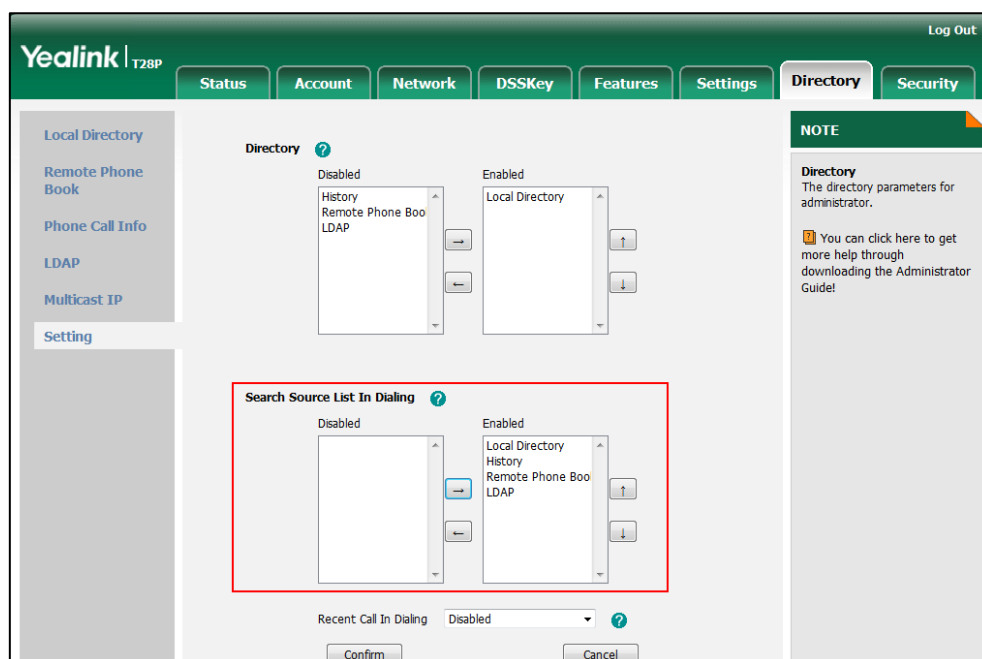 Log Out
Yealink T28P
Status Account Network DSSKey Features Settings Directory Security
Local Directory
Remote Phone
Book
Phone Call Info
LDAP
Multicast IP
Setting
Directory ?
Disabled Enabled
History
Remote Phone Boo
LDAP
Local Directory
→ ↑
← ↓
Search Source List In Dialing ?
Disabled Enabled
Local Directory
History
Remote Phone Boo
LDAP
→ ↑
← ↓
Recent Call In Dialing Disabled ?
Confirm Cancel
NOTE
Directory
The directory parameters for
administrator.
? You can click here to get
more help through
downloading the Administrator
Guide!